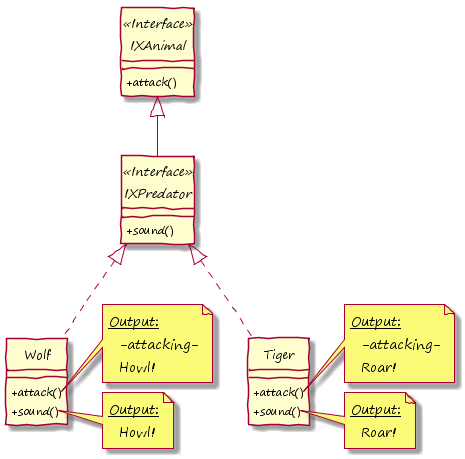 «Interface»
IXAnimal
+attack()
«Interface»
IXPredator
+sound()
Wolf
+attack()
+sound()
Output:
-attacking-
Howl!
Output:
Howl!
Tiger
+attack()
+sound()
Output:
-attacking-
Roar!
Output:
Roar!